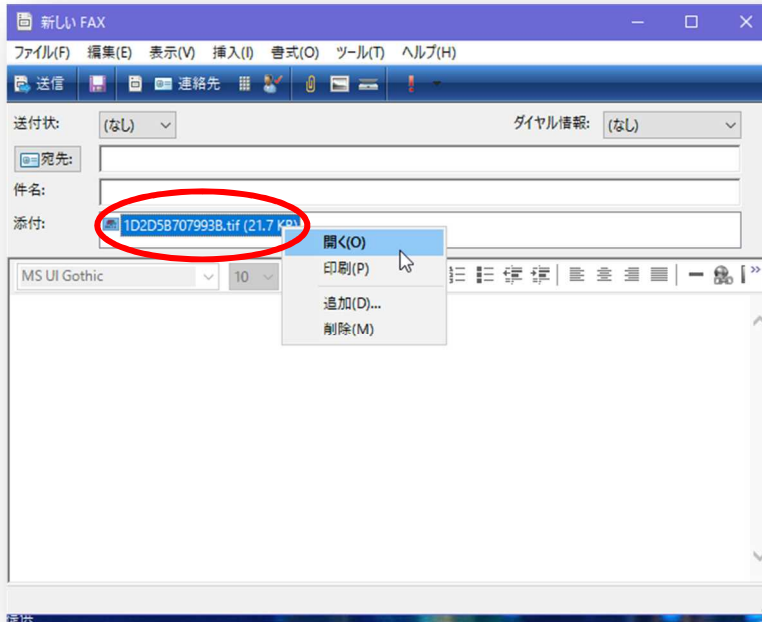 新しい FAX
ファイル(F) 編集(E) 表示(V) 挿入(I) 書式(O) ツール(T) ヘルプ(H)
送信 連絡先
送付状: (なし) ダイヤル情報: (なし)
宛先:
件名:
添付: 1D2D5B707993B.tif (21.7 KB)
開く(O)
MS UI Gothic 10 印刷(P)
追加(D)...
削除(M)
提供